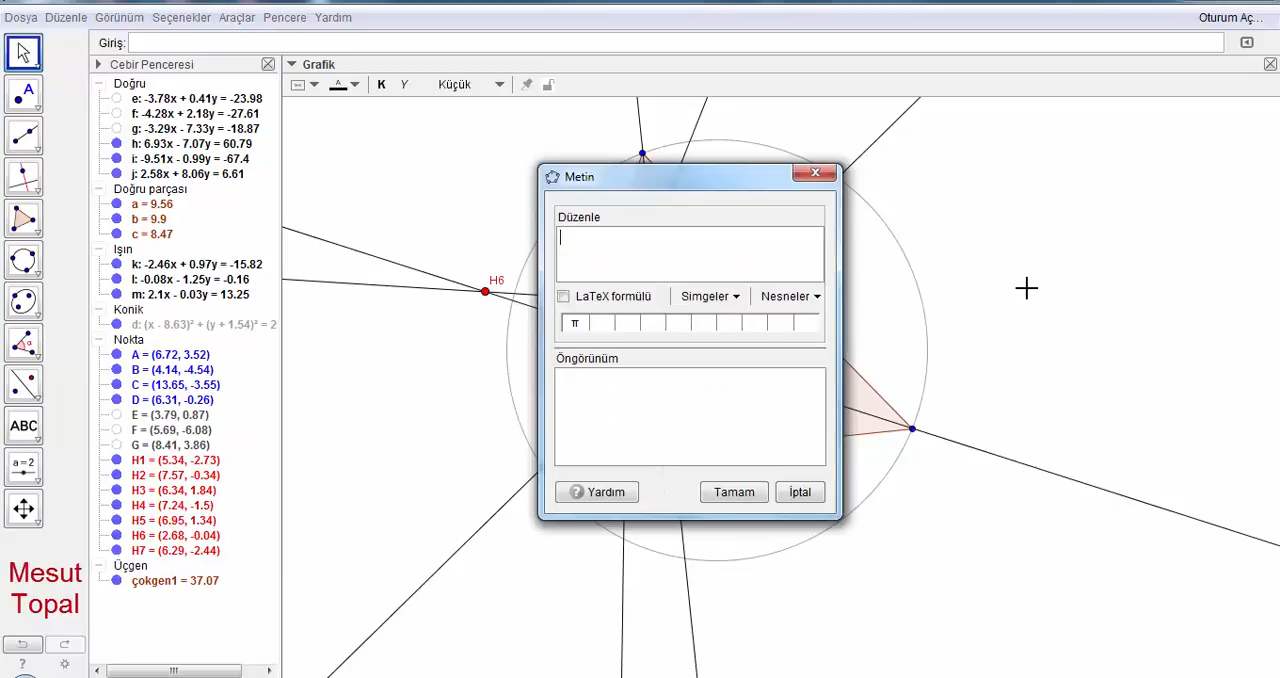 Dosya Düzenle Görünüm Seçenekler Araçlar Pencere Yardım
Oturum Aç...
Giriş:
Cebir Penceresi
Grafik
K Y Küçük
Doğru
e: -3.78x + 0.41y = -23.98
f: -4.28x + 2.18y = -27.61
g: -3.29x - 7.33y = -18.87
h: 6.93x - 7.07y = 60.79
i: -9.51x - 0.99y = -67.4
j: 2.58x + 8.06y = 6.61
Doğru parçası
a = 9.56
b = 9.9
c = 8.47
Işın
k: -2.46x + 0.97y = -15.82
l: -0.08x - 1.25y = -0.16
m: 2.1x - 0.03y = 13.25
Konik
d: (x - 8.63)² + (y + 1.54)² = 2
Nokta
A = (6.72, 3.52)
B = (4.14, -4.54)
C = (13.65, -3.55)
D = (6.31, -0.26)
E = (3.79, 0.87)
F = (5.69, -6.08)
G = (8.41, 3.86)
H1 = (5.34, -2.73)
H2 = (7.57, -0.34)
H3 = (6.34, 1.84)
H4 = (7.24, -1.5)
H5 = (6.95, 1.34)
H6 = (2.68, -0.04)
H7 = (6.29, -2.44)
Üçgen
çokgen1 = 37.07
A
α
ABC
a=2
Mesut
Topal
?
H6
Metin
Düzenle
LaTeX formülü
Simgeler
Nesneler
π
Öngörünüm
? Yardım
Tamam
İptal